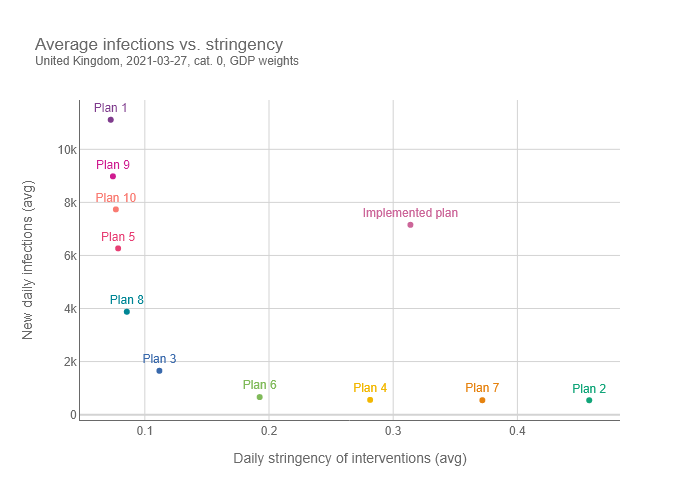 Average infections vs. stringency
United Kingdom, 2021-03-27, cat. 0, GDP weights
Plan 1
10k
Plan 9
8k
Plan 10
Implemented plan
Plan 5
6k
Plan 8
4k
Plan 3
2k
Plan 6
Plan 4
Plan 7
Plan 2
0
0.1
0.2
0.3
0.4
New daily infections (avg)
Daily stringency of interventions (avg)